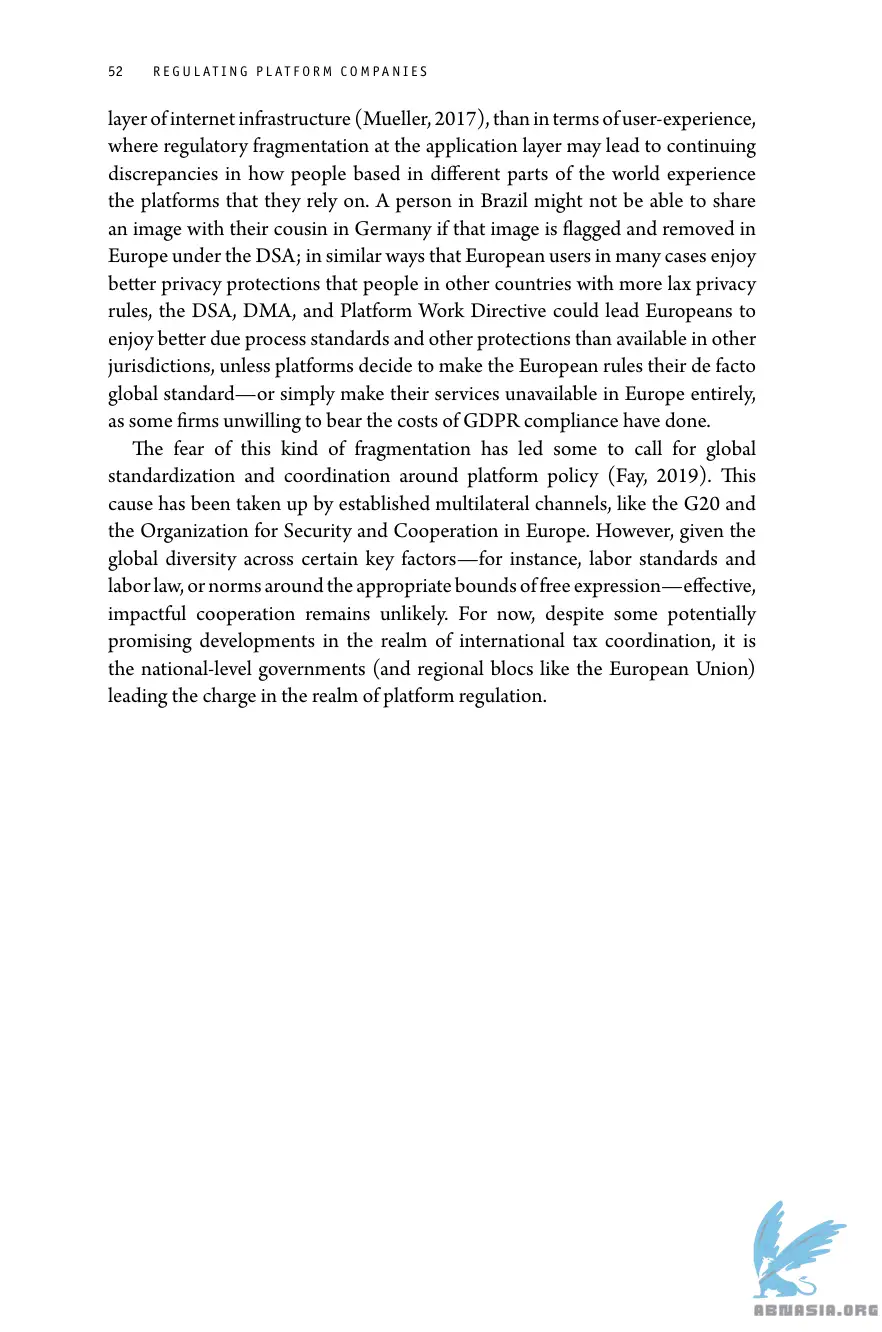 52 REGULATING PLATFORM COMPANIES
layer of internet infrastructure (Mueller, 2017), than in terms of user-experience,
where regulatory fragmentation at the application layer may lead to continuing
discrepancies in how people based in different parts of the world experience
the platforms that they rely on. A person in Brazil might not be able to share
an image with their cousin in Germany if that image is flagged and removed in
Europe under the DSA; in similar ways that European users in many cases enjoy
better privacy protections that people in other countries with more lax privacy
rules, the DSA, DMA, and Platform Work Directive could lead Europeans to
enjoy better due process standards and other protections than available in other
jurisdictions, unless platforms decide to make the European rules their de facto
global standard—or simply make their services unavailable in Europe entirely,
as some firms unwilling to bear the costs of GDPR compliance have done.
The fear of this kind of fragmentation has led some to call for global
standardization and coordination around platform policy (Fay, 2019). This
cause has been taken up by established multilateral channels, like the G20 and
the Organization for Security and Cooperation in Europe. However, given the
global diversity across certain key factors—for instance, labor standards and
labor law, or norms around the appropriate bounds of free expression—effective,
impactful cooperation remains unlikely. For now, despite some potentially
promising developments in the realm of international tax coordination, it is
the national-level governments (and regional blocs like the European Union)
leading the charge in the realm of platform regulation.
ABNASIA.ORG